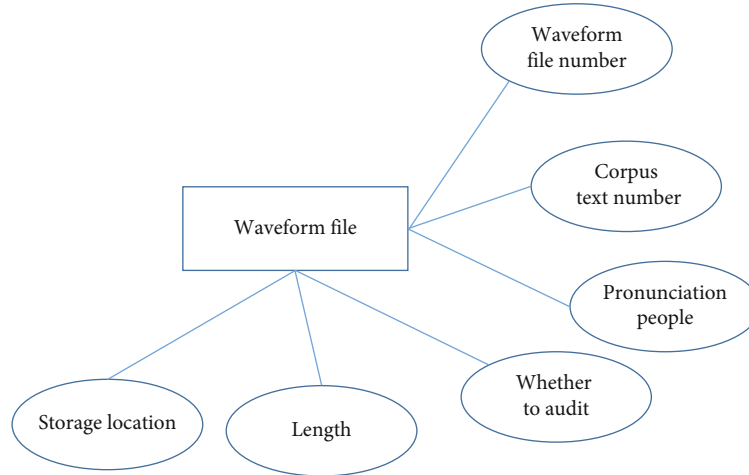 Waveform
file number
Corpus
text number
Waveform file
Pronunciation
people
Whether
to audit
Storage location
Length